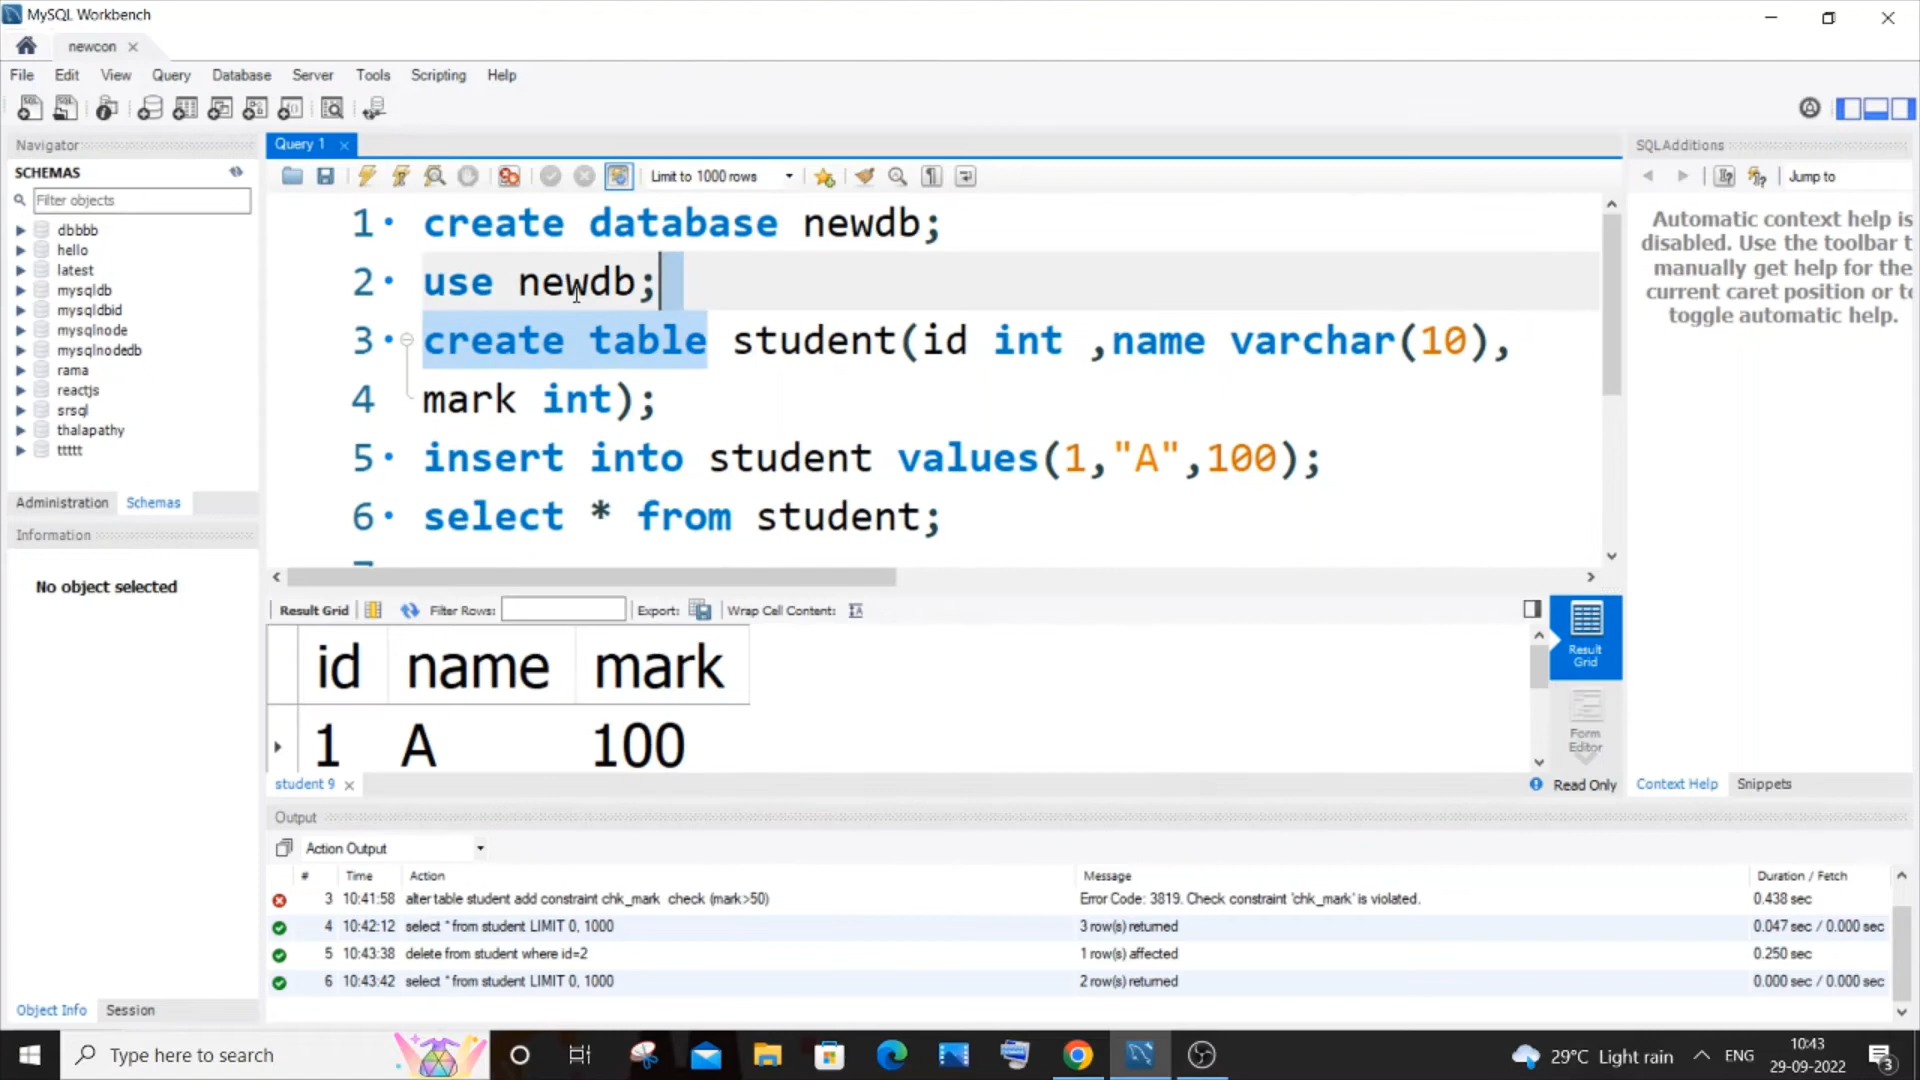 MySQL Workbench
newcon
File Edit View Query Database Server Tools Scripting Help
Navigator
SCHEMAS
Filter objects
dbbbb
hello
latest
mysqldb
mysqldbid
mysqlnode
mysqlnodedb
rama
reactjs
srsql
thalapathy
ttttt
Administration Schemas
Information
No object selected
Object Info Session
Query 1
Limit to 1000 rows
1 create database newdb;
2 use newdb;
3 create table student(id int ,name varchar(10),
4 mark int);
5 insert into student values(1,"A",100);
6 select * from student;
Result Grid Filter Rows: Export: Wrap Cell Content:
id name mark
1 A 100
Result Grid
Form Editor
student 9
Read Only
SQLAdditions
Jump to
Automatic context help is
disabled. Use the toolbar t
manually get help for the
current caret position or to
toggle automatic help.
Context Help Snippets
Output
Action Output
# Time Action Message Duration / Fetch
3 10:41:58 alter table student add constraint chk_mark check (mark>50) Error Code: 3819. Check constraint 'chk_mark' is violated. 0.438 sec
4 10:42:12 select * from student LIMIT 0, 1000 3 row(s) returned 0.047 sec / 0.000 sec
5 10:43:38 delete from student where id=2 1 row(s) affected 0.250 sec
6 10:43:42 select * from student LIMIT 0, 1000 2 row(s) returned 0.000 sec / 0.000 sec
Type here to search
29°C Light rain
ENG
10:43
29-09-2022
3